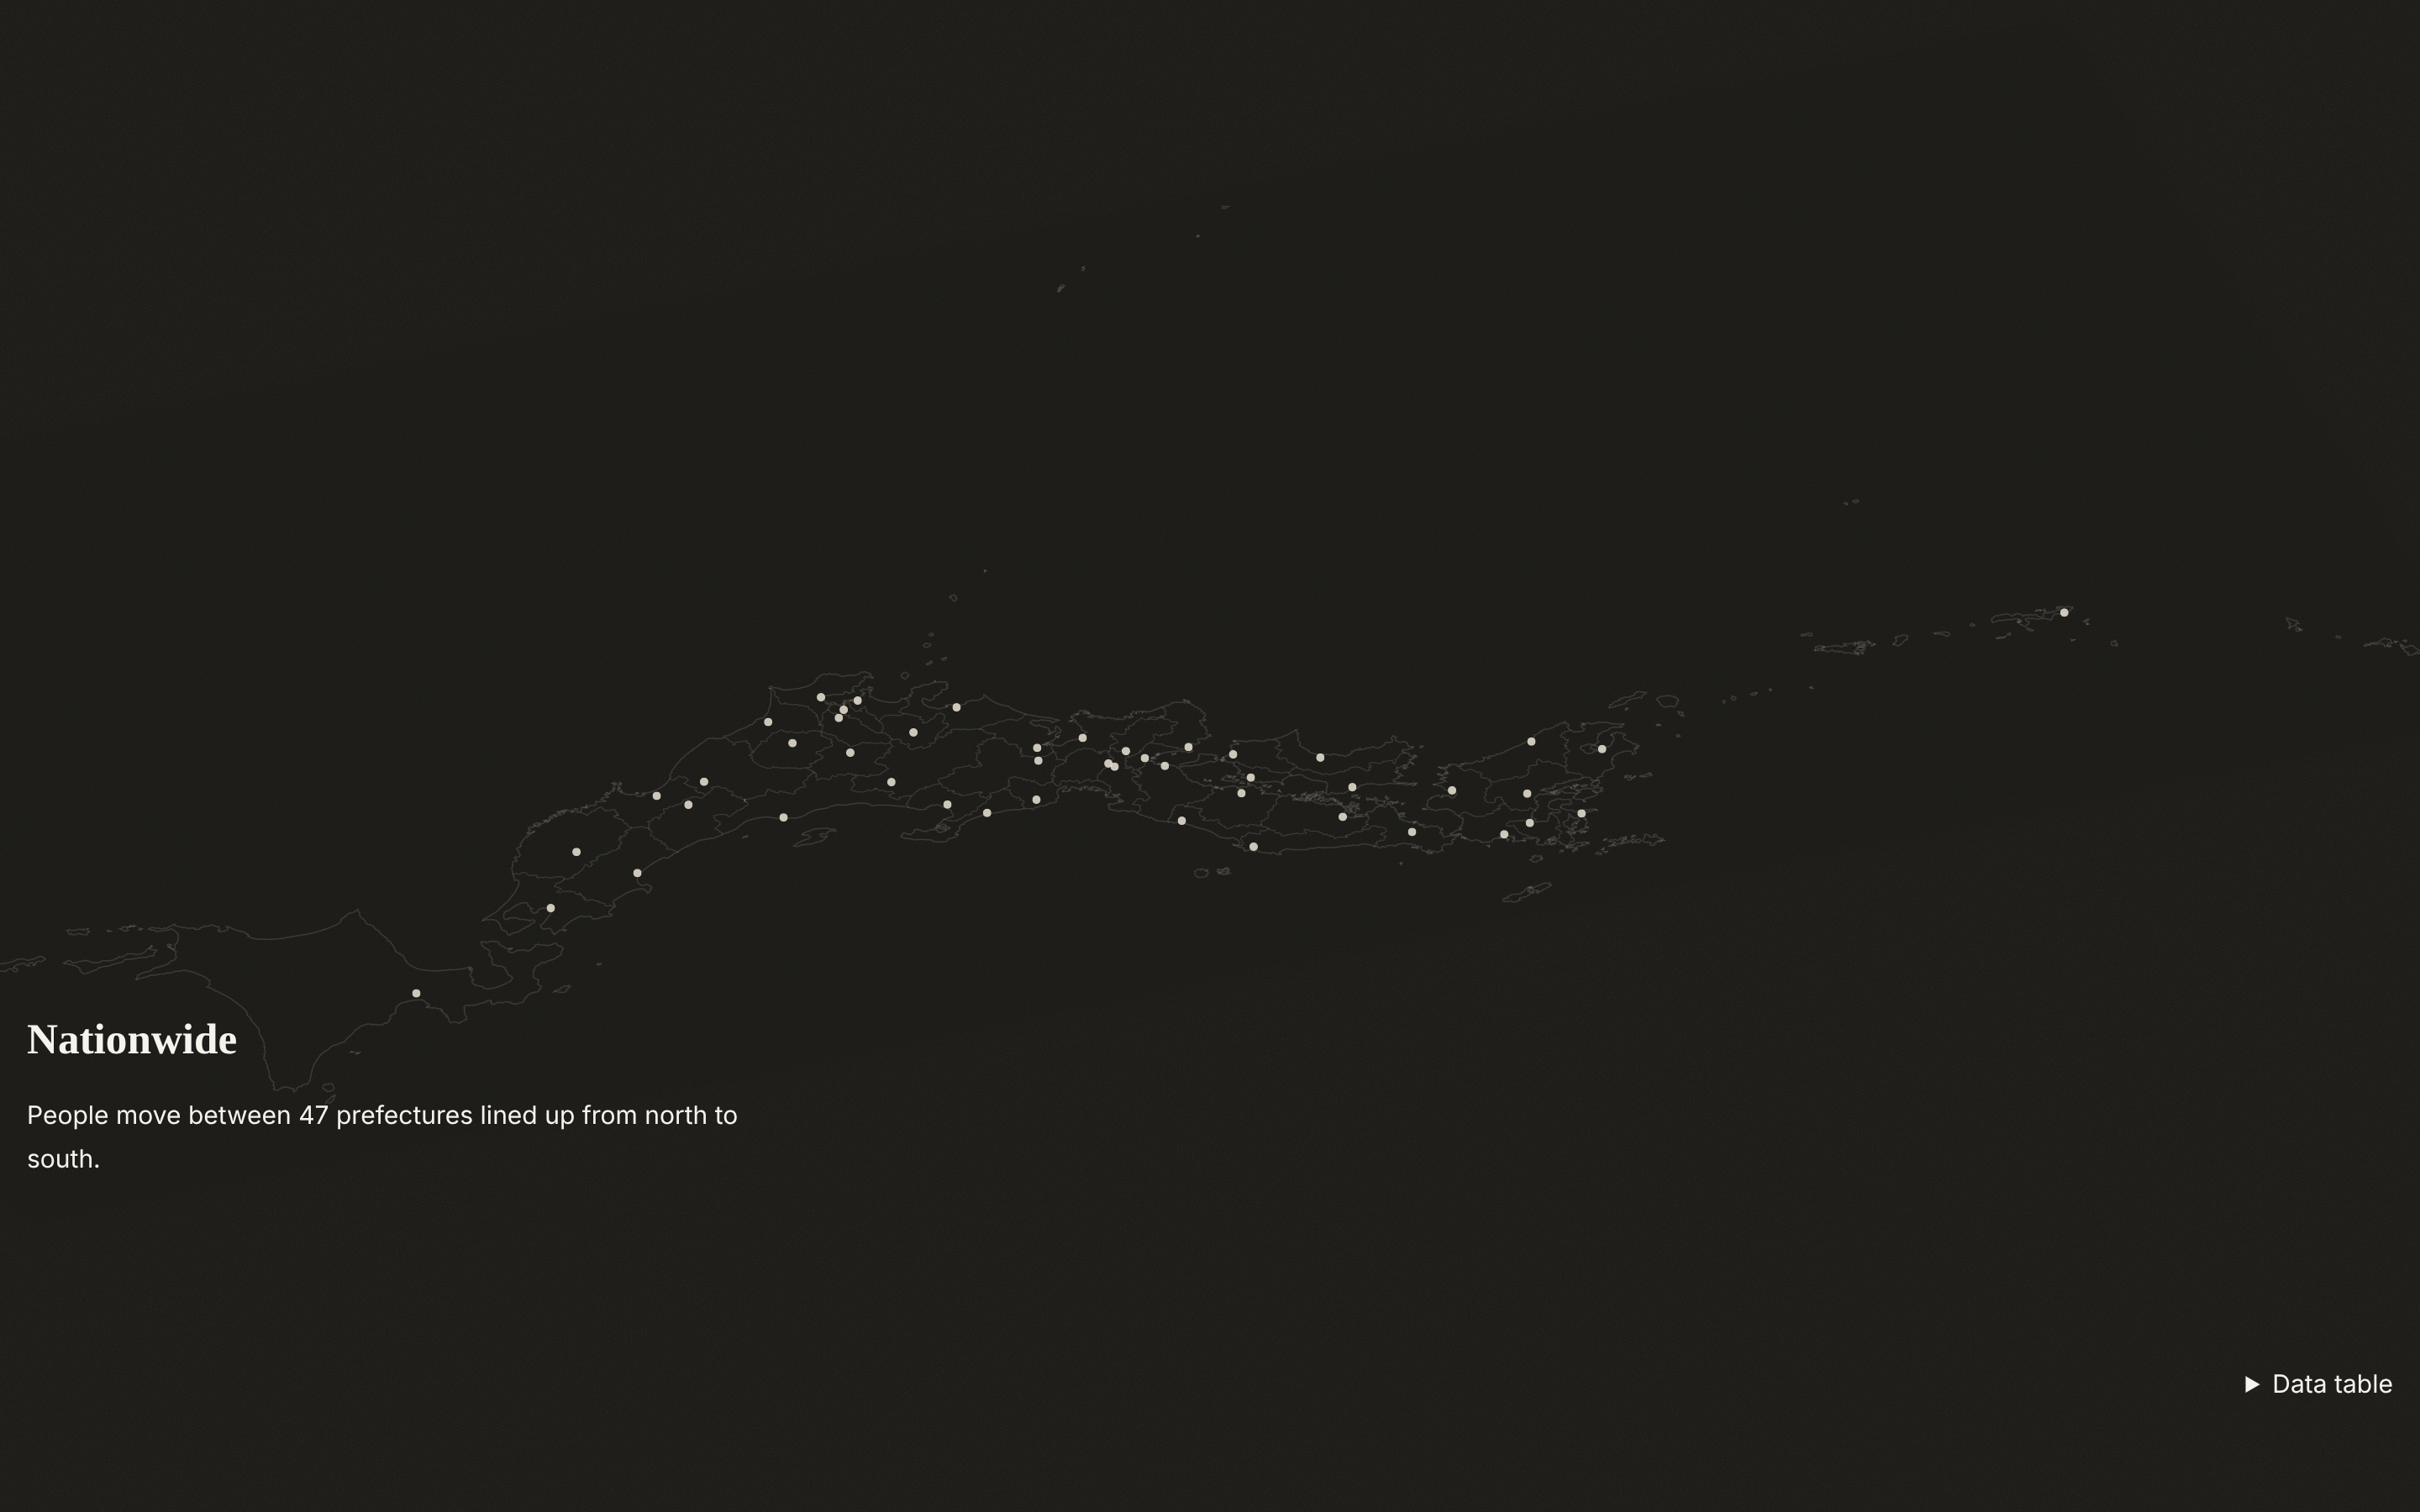 Nationwide
People move between 47 prefectures lined up from north to
south.
Data table